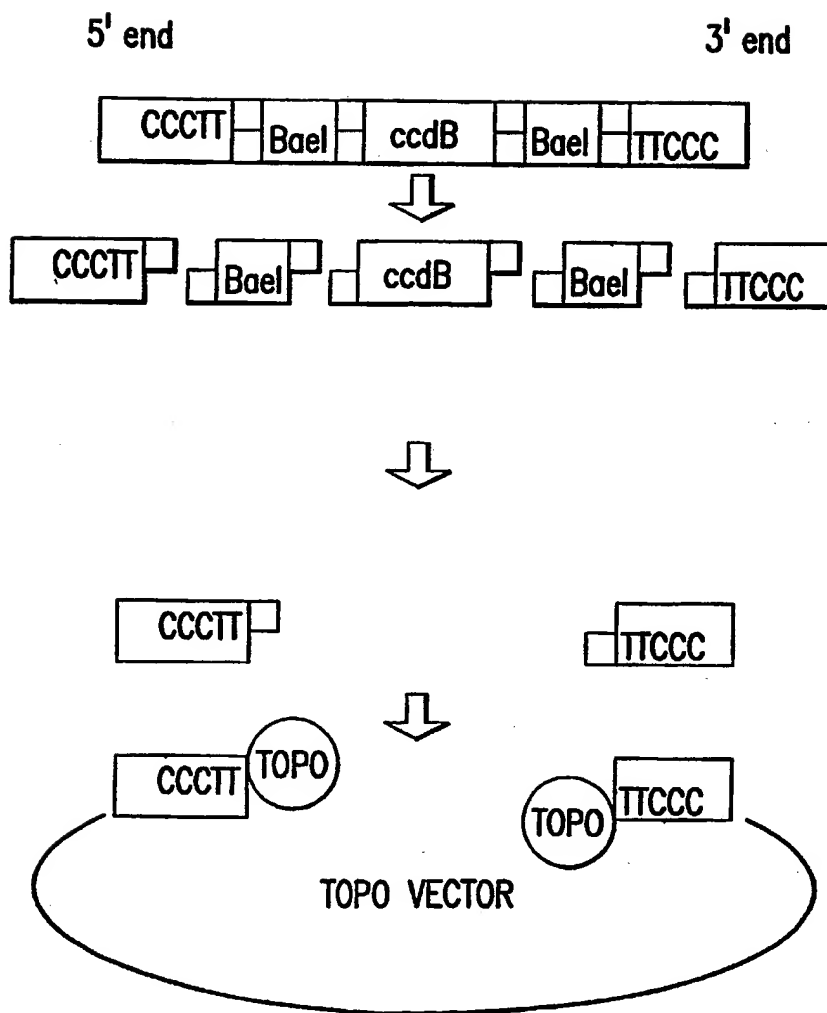 5' end 3' end
CCCTT BaeI ccdB BaeI TTCCC
CCCTT BaeI ccdB BaeI TTCCC
CCCTT TTCCC
CCCTT TOPO TOPO TTCCC
TOPO VECTOR